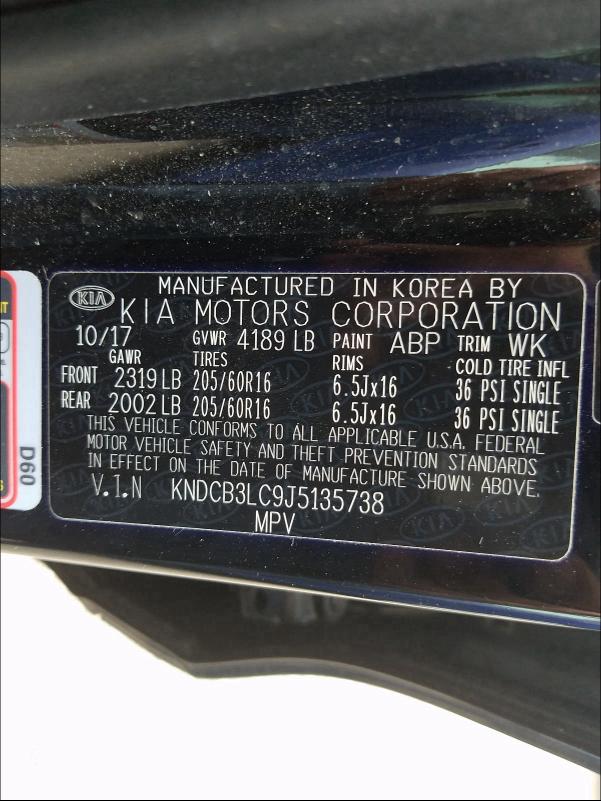 MANUFACTURED IN KOREA BY
KIA KIA MOTORS CORPORATION
10/17 GVWR 4189 LB PAINT ABP TRIM WK
GAWR TIRES RIMS COLD TIRE INFL
FRONT 2319 LB 205/60R16 6.5Jx16 36 PSI SINGLE
REAR 2002 LB 205/60R16 6.5Jx16 36 PSI SINGLE
THIS VEHICLE CONFORMS TO ALL APPLICABLE U.S.A. FEDERAL
MOTOR VEHICLE SAFETY AND THEFT PREVENTION STANDARDS
IN EFFECT ON THE DATE OF MANUFACTURE SHOWN ABOVE.
V.I.N KNDCB3LC9J5135738
MPV
D60